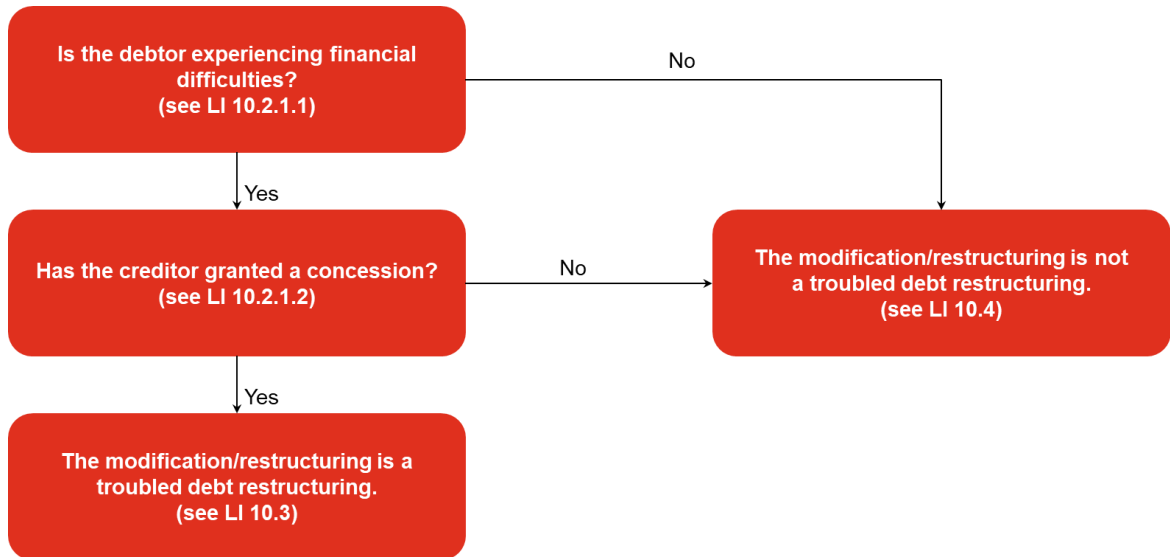 Is the debtor experiencing financial
difficulties?
(see LI 10.2.1.1)
No
Yes
Has the creditor granted a concession?
(see LI 10.2.1.2)
No
The modification/restructuring is not
a troubled debt restructuring.
(see LI 10.4)
Yes
The modification/restructuring is a
troubled debt restructuring.
(see LI 10.3)